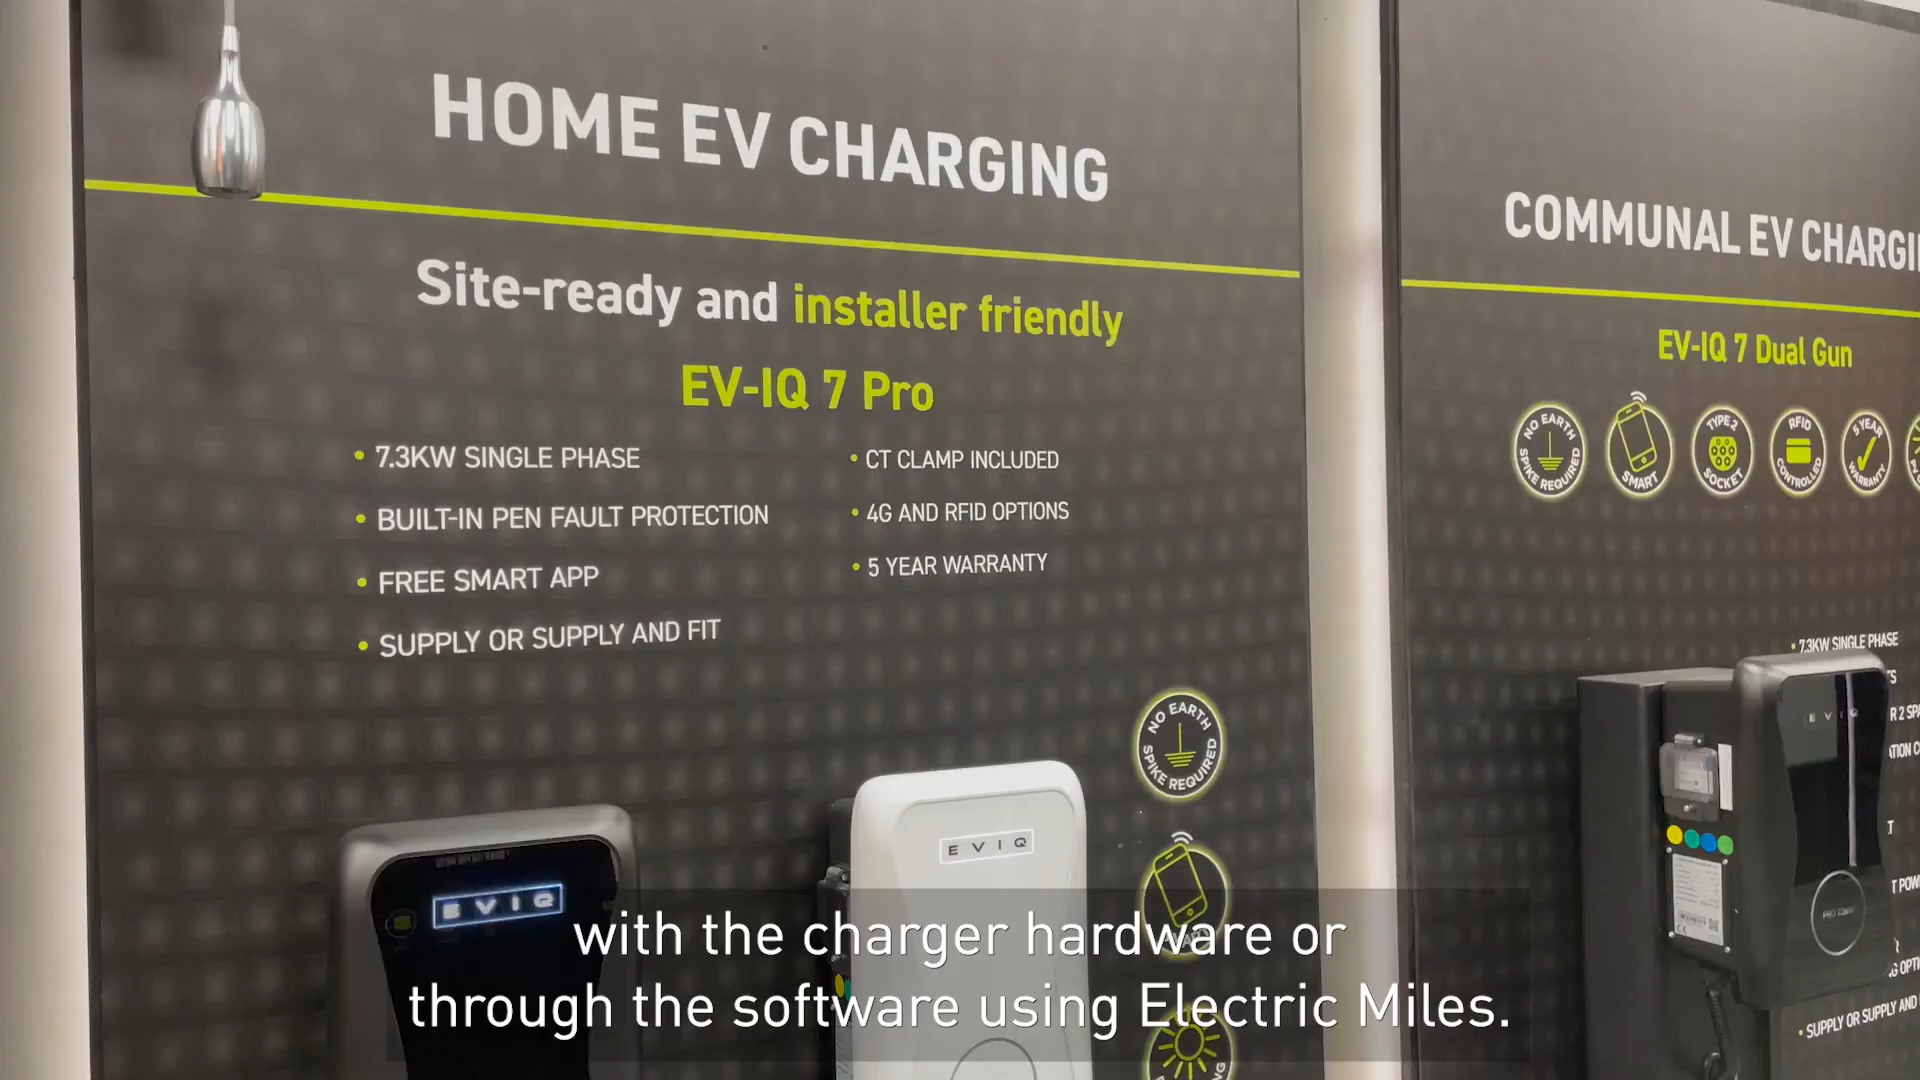 HOME EV CHARGING
Site-ready and installer friendly
EV-IQ 7 Pro
• 7.3KW SINGLE PHASE
• BUILT-IN PEN FAULT PROTECTION
• FREE SMART APP
• SUPPLY OR SUPPLY AND FIT
• CT CLAMP INCLUDED
• 4G AND RFID OPTIONS
• 5 YEAR WARRANTY
NO EARTH
SPIKE REQUIRED
EVIQ
EVIQ
COMMUNAL EV
EV-IQ 7 Dual Gun
NO EARTH
SPIKE REQUIRED
SMART
TYPE 2
SOCKET
RFID
CONTROLLED
5 YEAR
WARRANTY
• 7.3KW SINGLE PHASE
EVIQ
• SUPPLY OR SUPPLY AND
with the charger hardware or
through the software using Electric Miles.